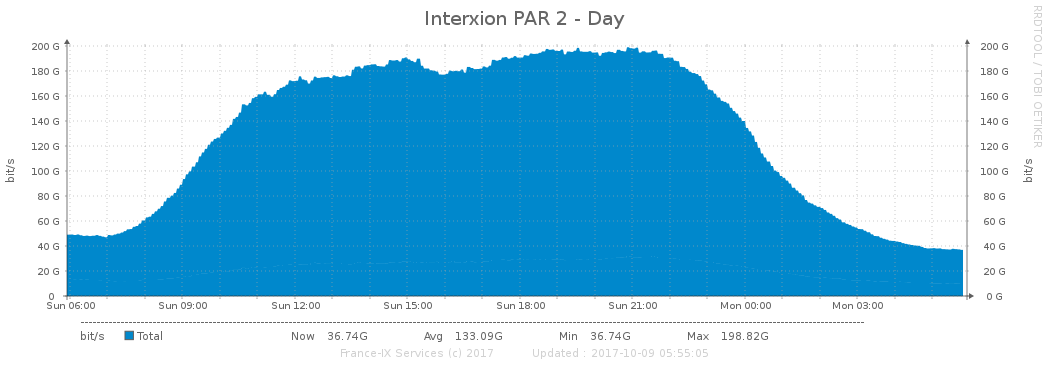 Interxion PAR 2 - Day
RRDTOOL / TOBI OETIKER
bit/s
200 G 200 G
180 G 180 G
160 G 160 G
140 G 140 G
120 G 120 G
100 G 100 G
80 G 80 G
60 G 60 G
40 G 40 G
20 G 20 G
0 0 G
bit/s
Sun 06:00 Sun 09:00 Sun 12:00 Sun 15:00 Sun 18:00 Sun 21:00 Mon 00:00 Mon 03:00
bit/s Total Now 36.74G Avg 133.09G Min 36.74G Max 198.82G
France-IX Services (c) 2017 Updated : 2017-10-09 05:55:05